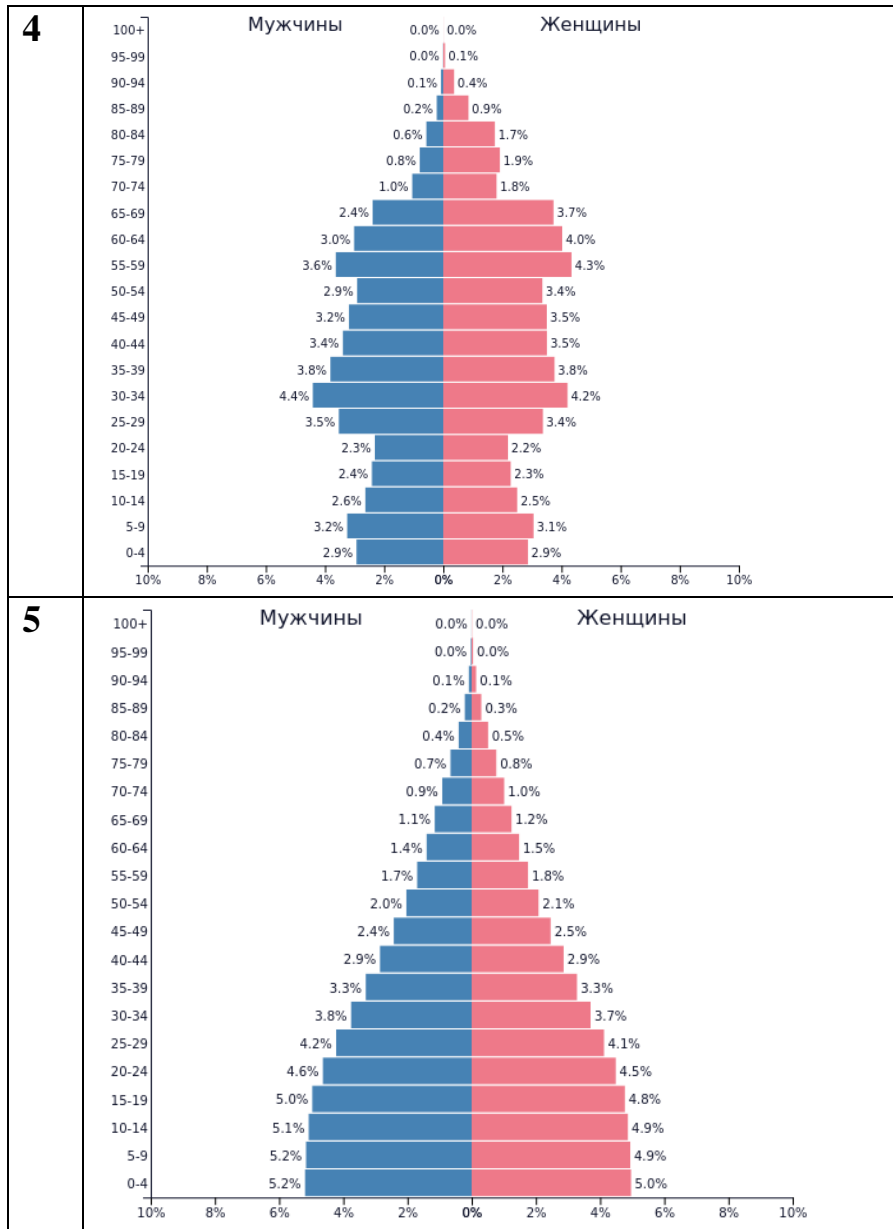 4
Мужчины Женщины
100+ 0.0% 0.0%
95-99 0.0% 0.1%
90-94 0.1% 0.4%
85-89 0.2% 0.9%
80-84 0.6% 1.7%
75-79 0.8% 1.9%
70-74 1.0% 1.8%
65-69 2.4% 3.7%
60-64 3.0% 4.0%
55-59 3.6% 4.3%
50-54 2.9% 3.4%
45-49 3.2% 3.5%
40-44 3.4% 3.5%
35-39 3.8% 3.8%
30-34 4.4% 4.2%
25-29 3.5% 3.4%
20-24 2.3% 2.2%
15-19 2.4% 2.3%
10-14 2.6% 2.5%
5-9 3.2% 3.1%
0-4 2.9% 2.9%
10% 8% 6% 4% 2% 0% 2% 4% 6% 8% 10%
5
Мужчины Женщины
100+ 0.0% 0.0%
95-99 0.0% 0.0%
90-94 0.1% 0.1%
85-89 0.2% 0.3%
80-84 0.4% 0.5%
75-79 0.7% 0.8%
70-74 0.9% 1.0%
65-69 1.1% 1.2%
60-64 1.4% 1.5%
55-59 1.7% 1.8%
50-54 2.0% 2.1%
45-49 2.4% 2.5%
40-44 2.9% 2.9%
35-39 3.3% 3.3%
30-34 3.8% 3.7%
25-29 4.2% 4.1%
20-24 4.6% 4.5%
15-19 5.0% 4.8%
10-14 5.1% 4.9%
5-9 5.2% 4.9%
0-4 5.2% 5.0%
10% 8% 6% 4% 2% 0% 2% 4% 6% 8% 10%